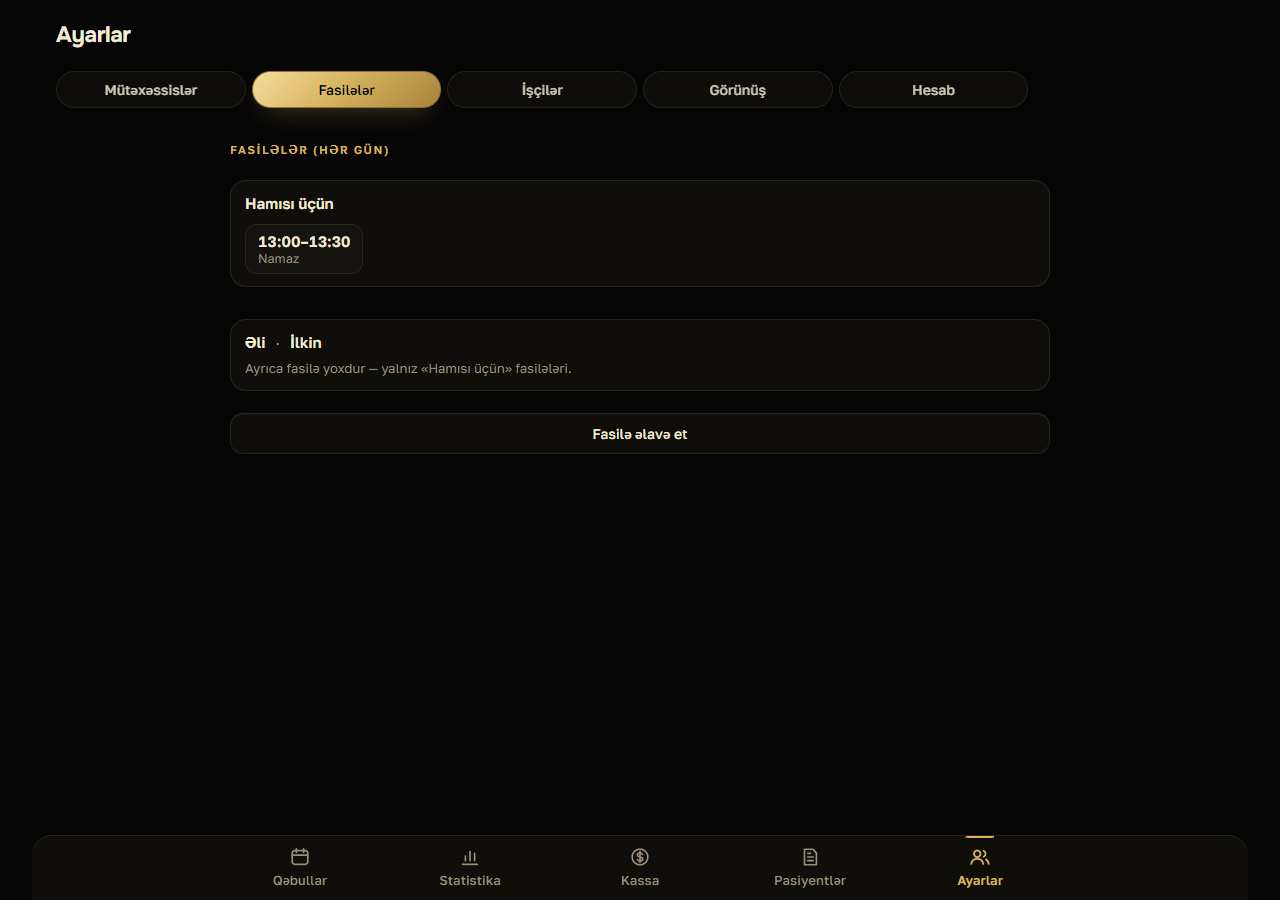 Ayarlar
Mütəxəssislər
Fasilələr
İşçilər
Görünüş
Hesab
FASİLƏLƏR (HƏR GÜN)
Hamısı üçün
13:00–13:30
Namaz
Əli · İlkin
Ayrıca fasilə yoxdur — yalnız «Hamısı üçün» fasilələri.
Fasilə əlavə et
Qəbullar
Statistika
Kassa
Pasiyentlər
Ayarlar